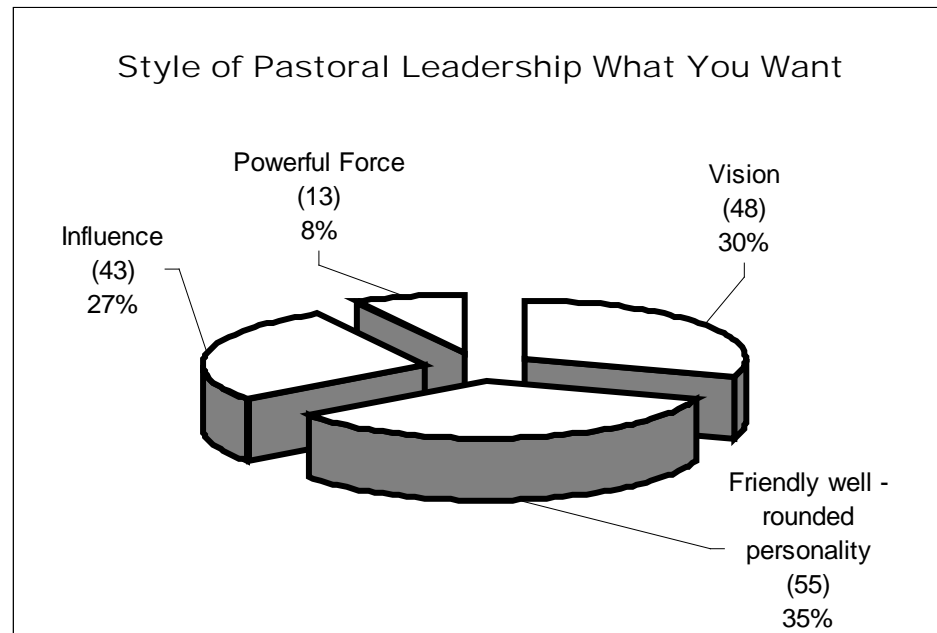 Style of Pastoral Leadership What You Want
Powerful Force
(13)
8%
Vision
(48)
30%
Influence
(43)
27%
Friendly well -
rounded
personality
(55)
35%